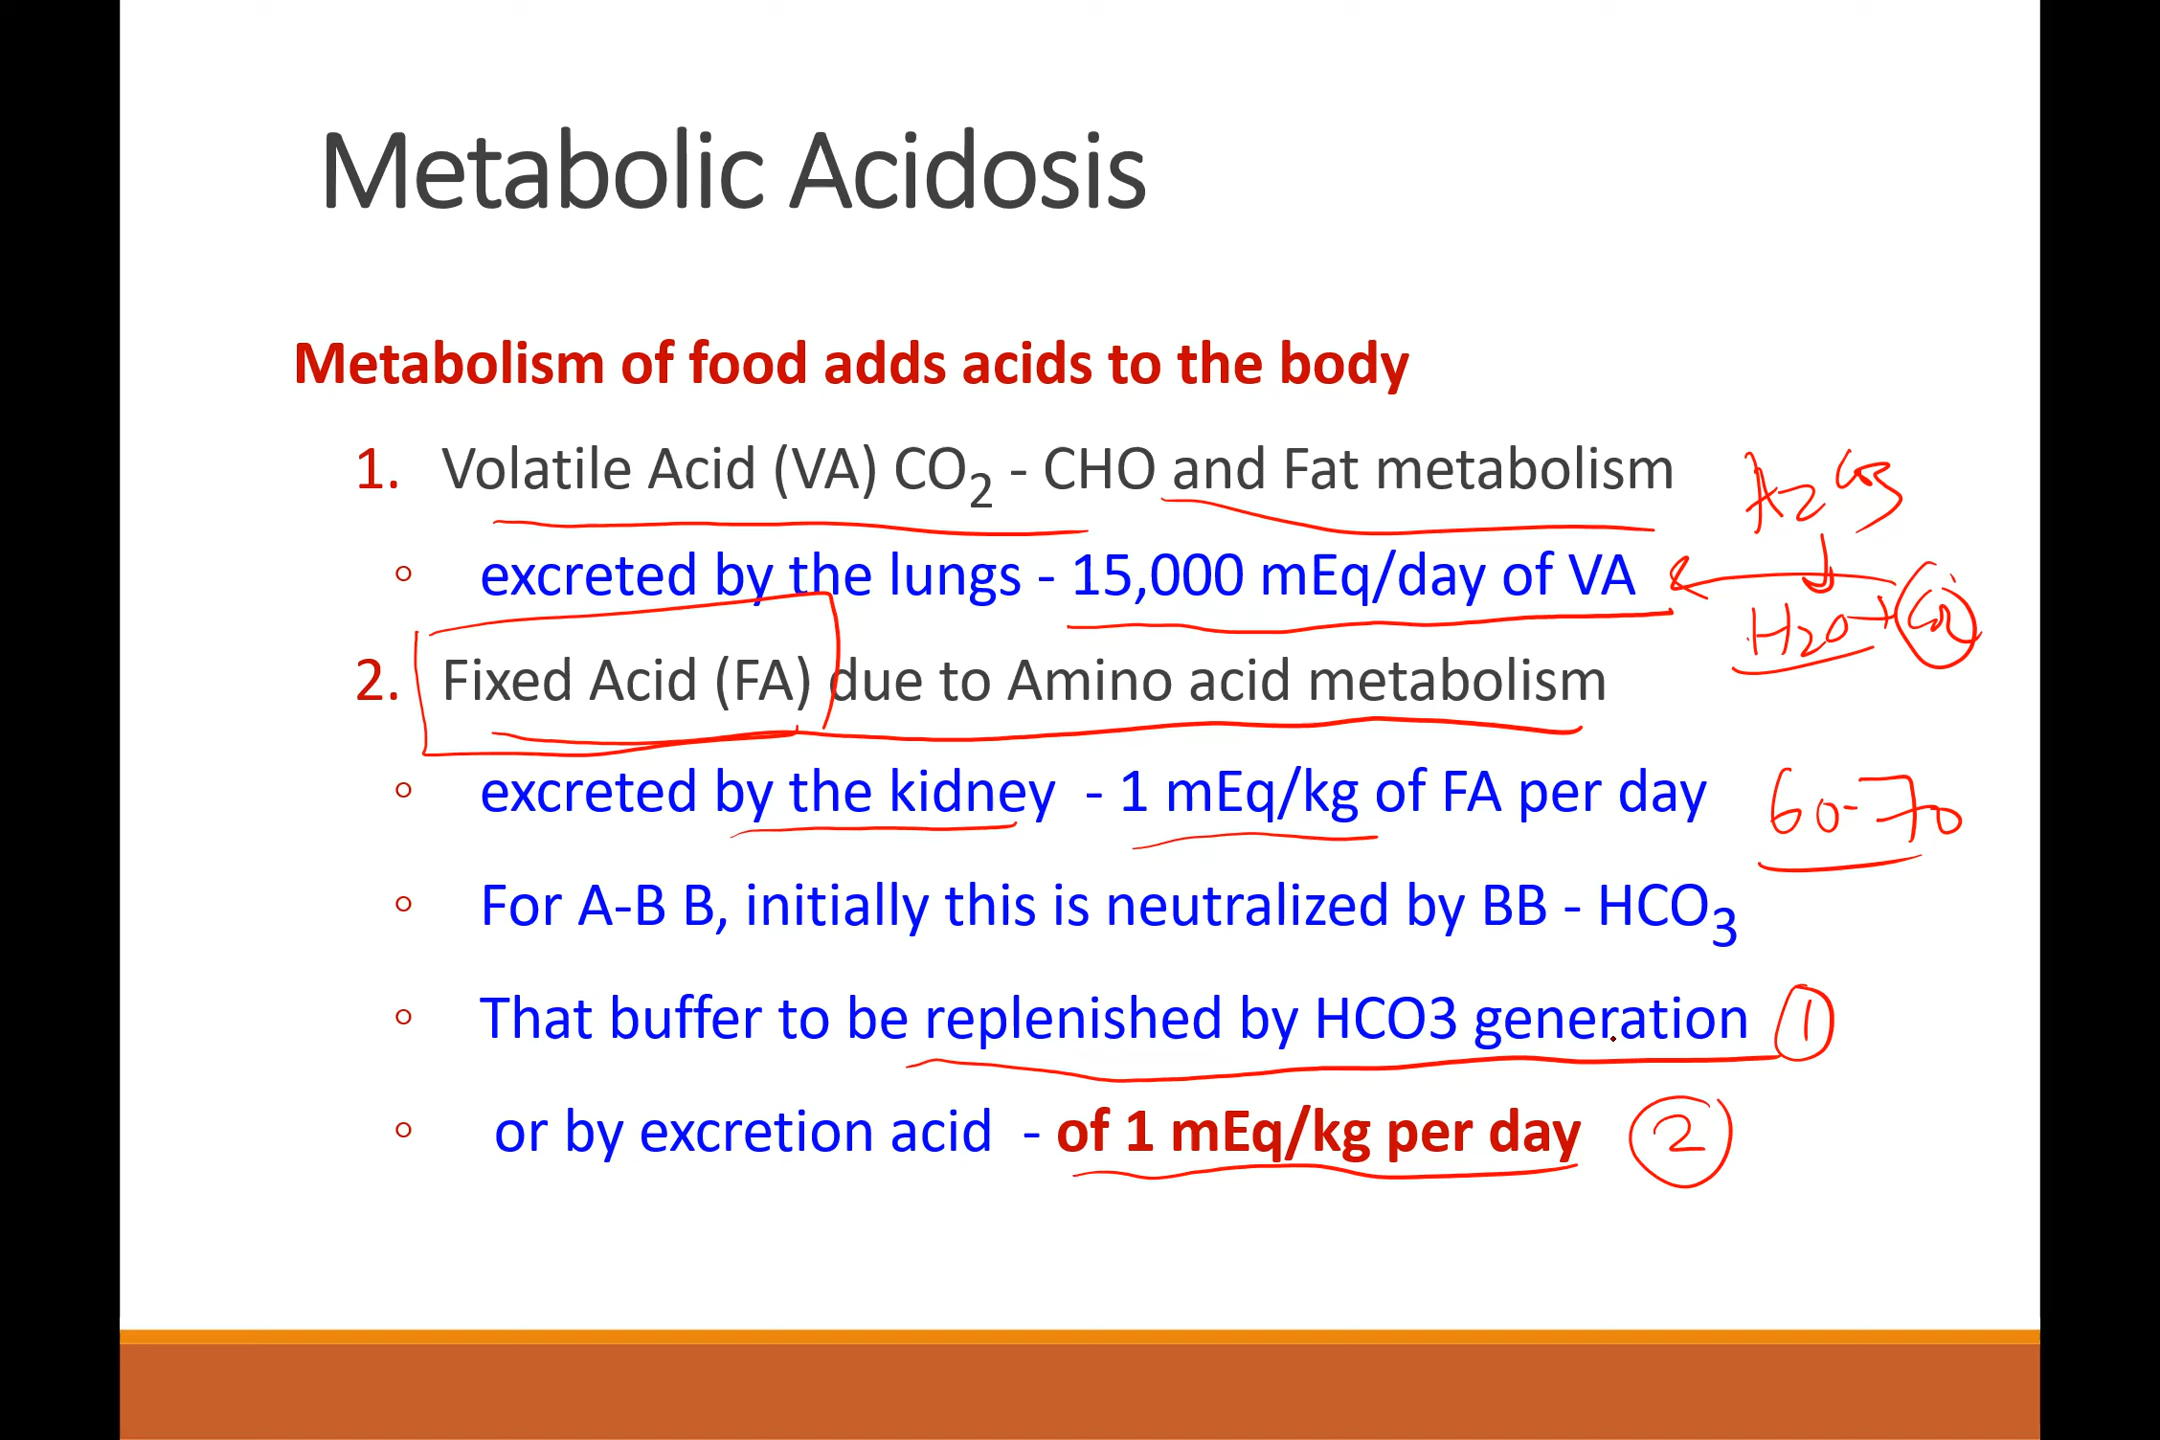 Metabolic Acidosis
Metabolism of food adds acids to the body
1. Volatile Acid (VA) CO₂ - CHO and Fat metabolism
◦ excreted by the lungs - 15,000 mEq/day of VA
H2O + CO2
2. Fixed Acid (FA) due to Amino acid metabolism
◦ excreted by the kidney - 1 mEq/kg of FA per day 60-70
◦ For A-B B, initially this is neutralized by BB - HCO₃
◦ That buffer to be replenished by HCO3 generation 1
◦ or by excretion acid - of 1 mEq/kg per day 2